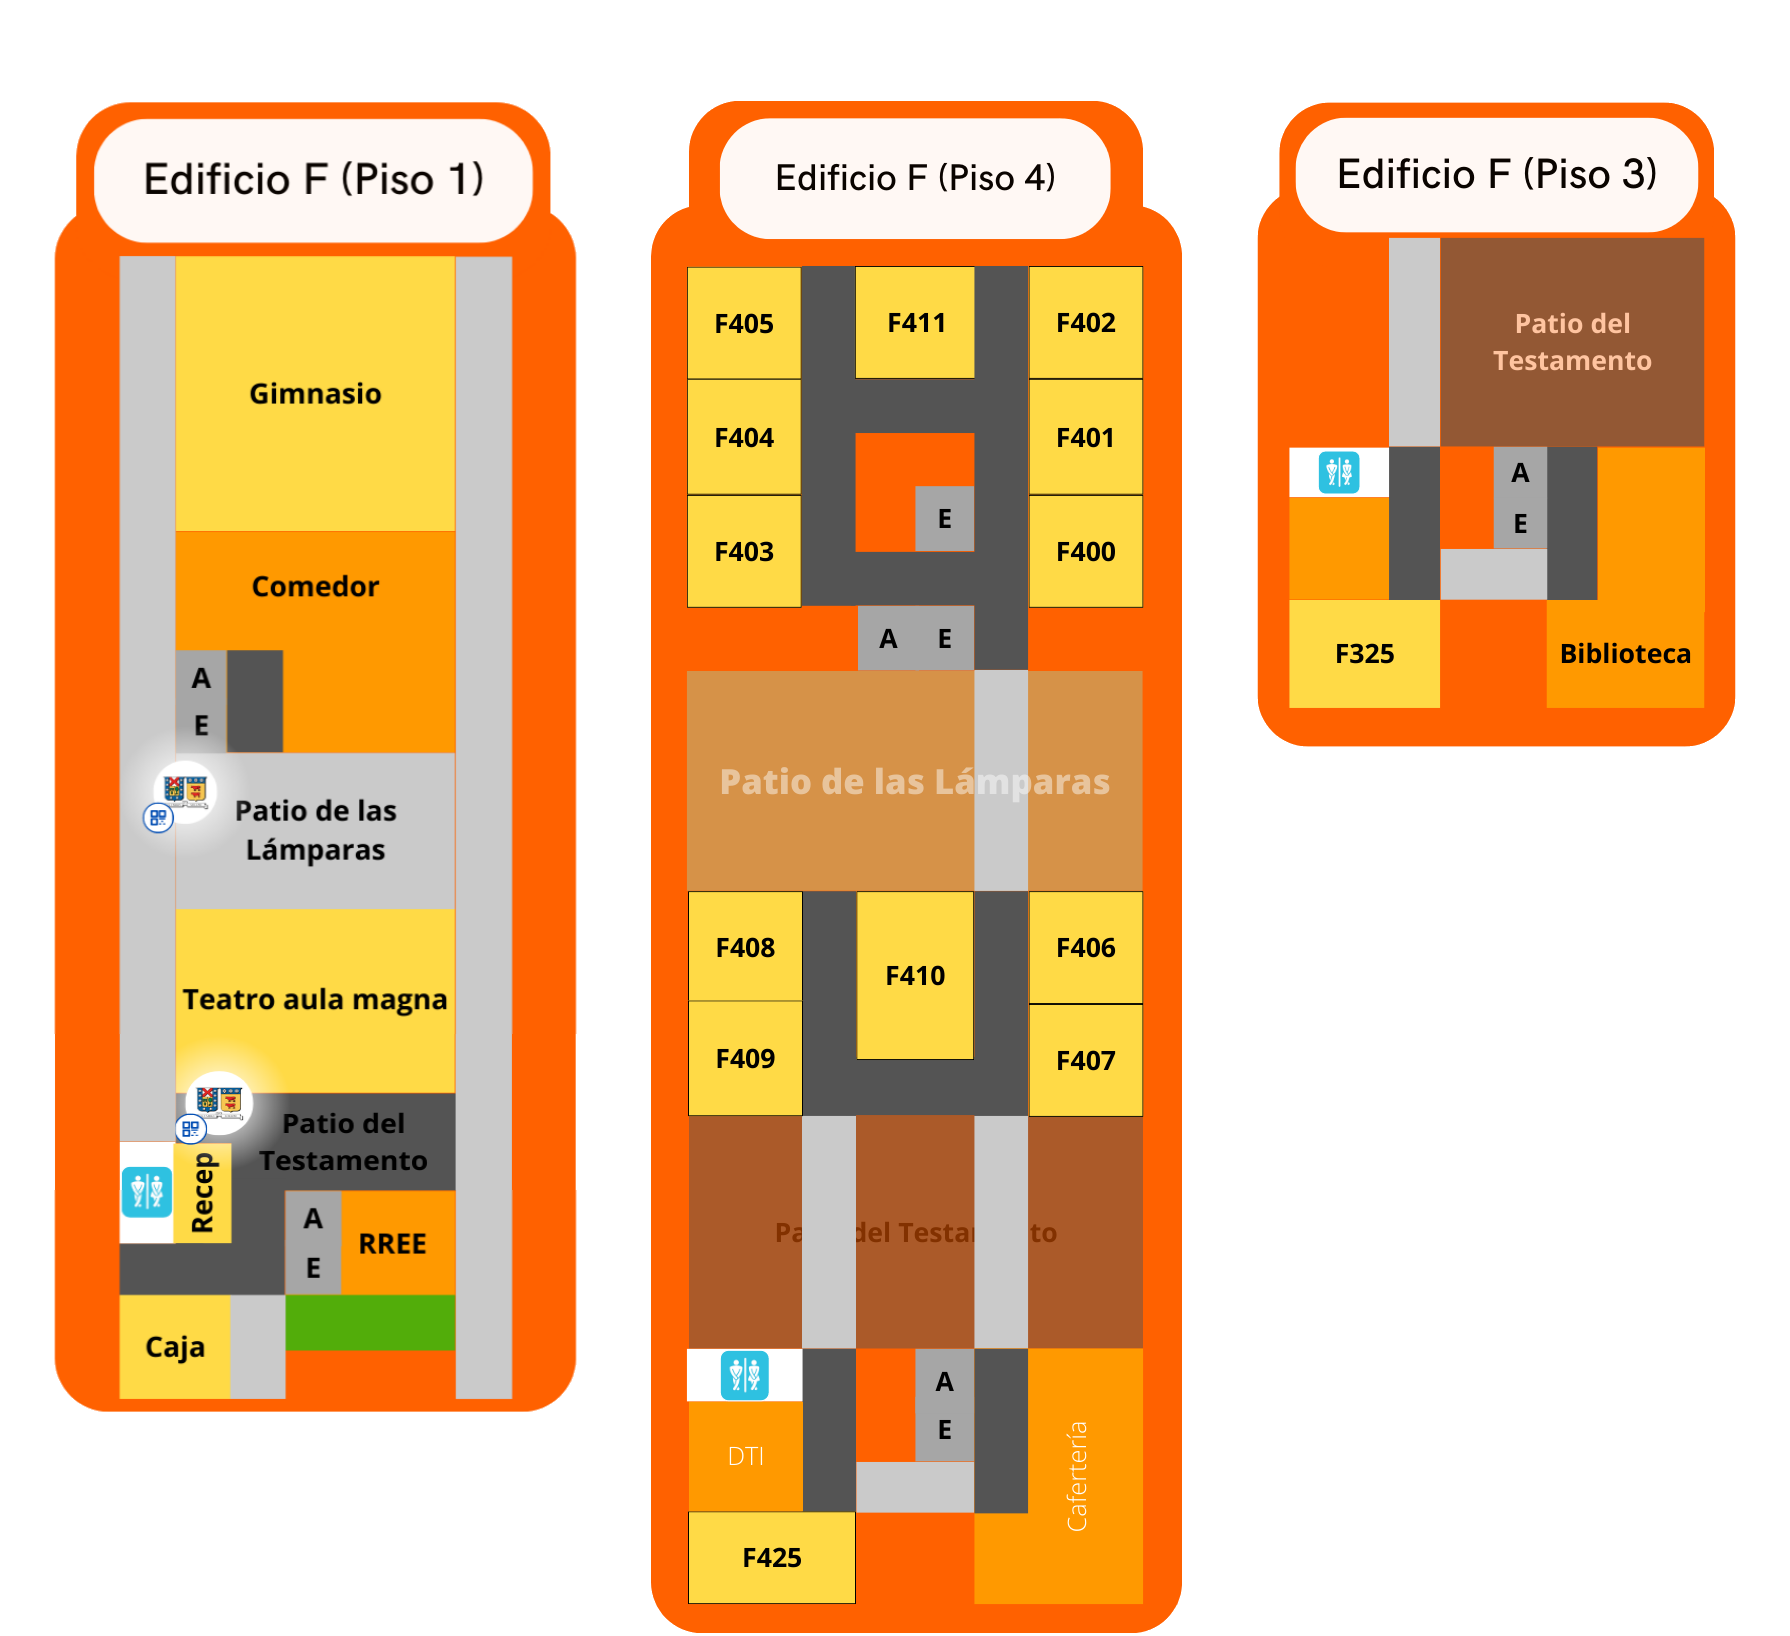 Edificio F (Piso 1)
Gimnasio
Comedor
A
E
Patio de las
Lámparas
Teatro aula magna
Patio del
Testamento
Recep
A
E
RREE
Caja
Edificio F (Piso 4)
F405
F411
F402
F404
F401
E
F403
F400
A E
Patio de las Lámparas
F408
F410
F406
F409
F407
Pa del Testa to
A
E
DTI
Cafertería
F425
Edificio F (Piso 3)
Patio del
Testamento
A
E
F325
Biblioteca